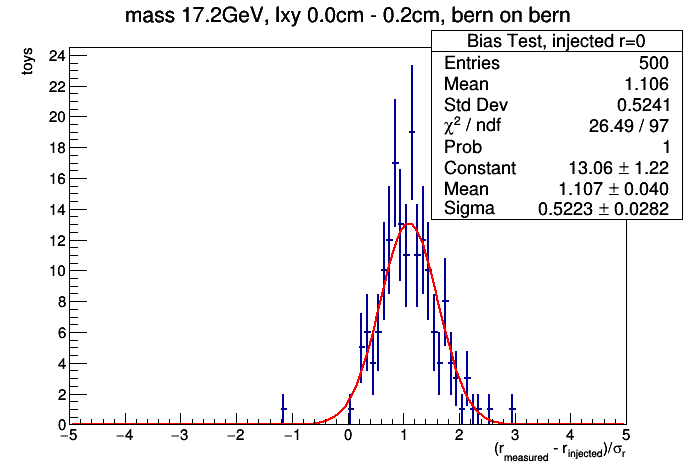 mass 17.2GeV, lxy 0.0cm - 0.2cm, bern on bern
toys
Bias Test, injected r=0
Entries 500
Mean 1.106
Std Dev 0.5241
χ² / ndf 26.49 / 97
Prob 1
Constant 13.06 ± 1.22
Mean 1.107 ± 0.040
Sigma 0.5223 ± 0.0282
24
22
20
18
16
14
12
10
8
6
4
2
0
−5 −4 −3 −2 −1 0 1 2 3 4 5
(r_measured - r_injected)/σ_r